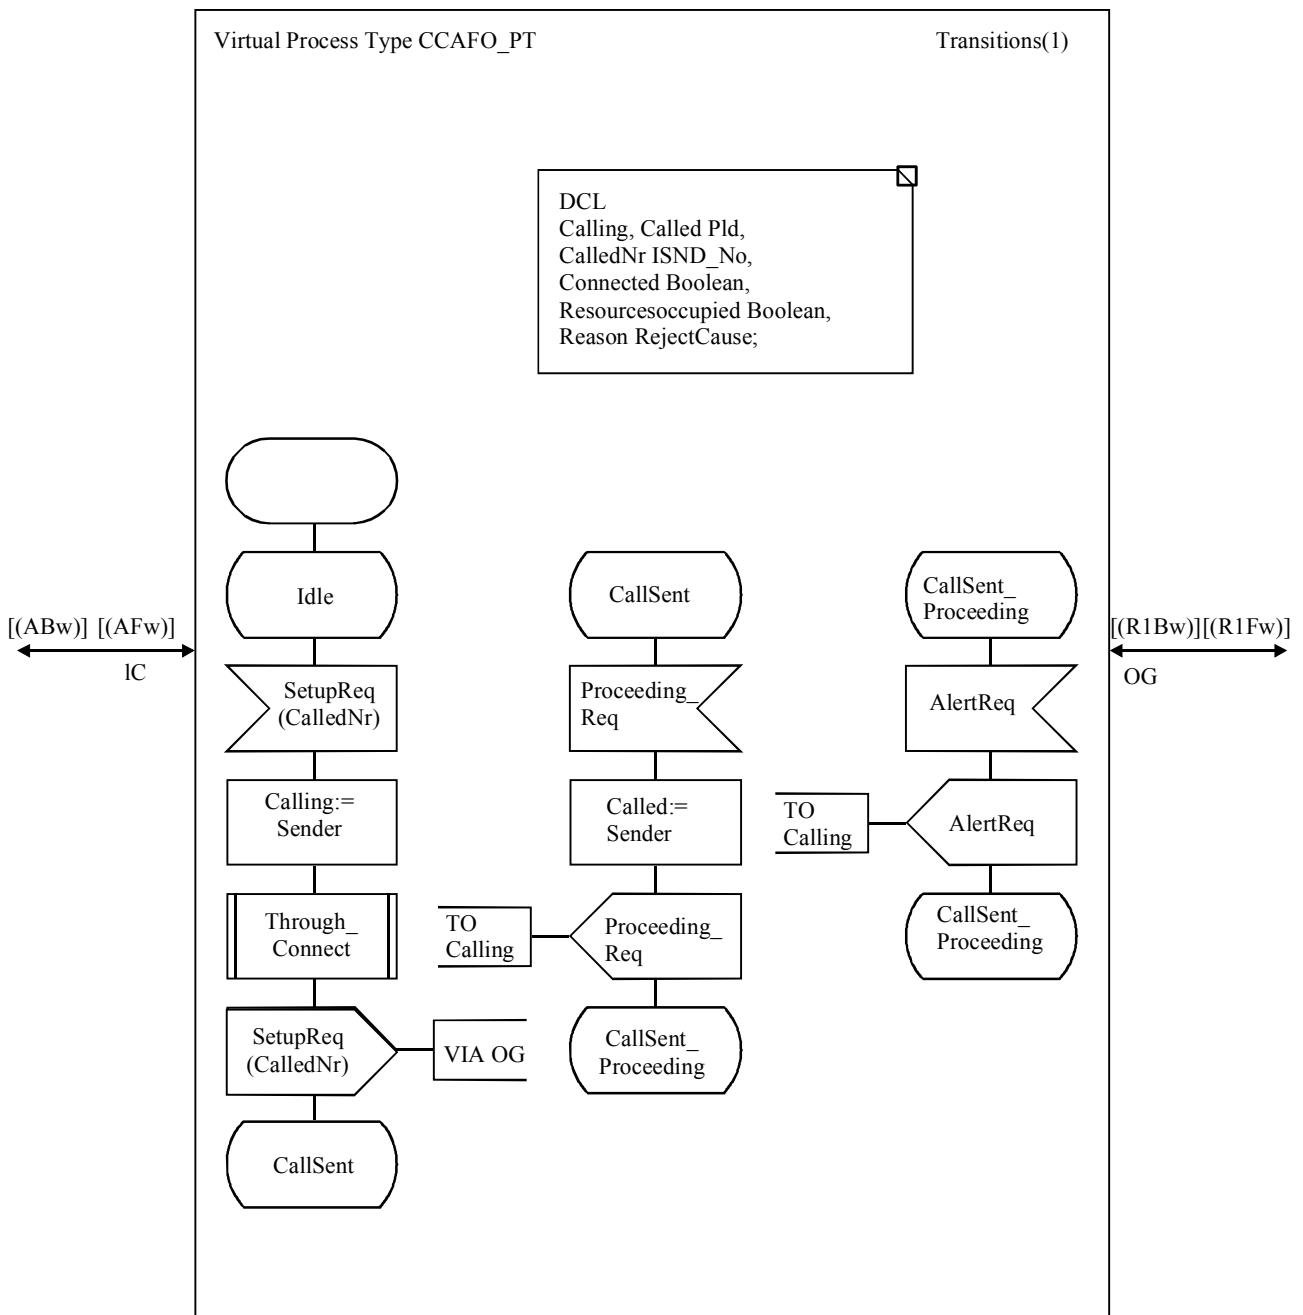 Virtual Process Type CCAFO_PT
Transitions(1)
DCL
Calling, Called Pld,
CalledNr ISND_No,
Connected Boolean,
Resourcesoccupied Boolean,
Reason RejectCause;
[(ABw)] [(AFw)]
lC
Idle
SetupReq
(CalledNr)
Calling:=
Sender
Through_
Connect
SetupReq
(CalledNr)
VIA OG
CallSent
CallSent
Proceeding_
Req
Called:=
Sender
TO
Calling
Proceeding_
Req
CallSent_
Proceeding
CallSent_
Proceeding
AlertReq
TO
Calling
AlertReq
CallSent_
Proceeding
[(R1Bw)][(R1Fw)]
OG